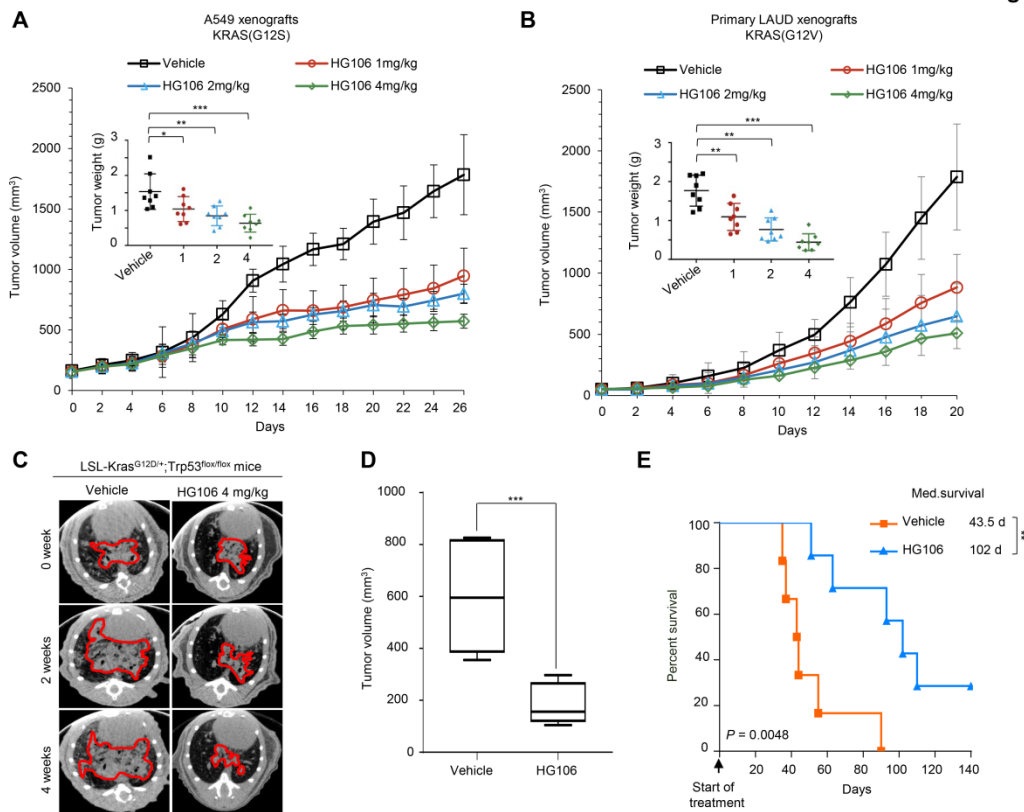 A
A549 xenografts
KRAS(G12S)
Vehicle
HG106 1mg/kg
HG106 2mg/kg
HG106 4mg/kg
Tumor volume (mm³)
2500
2000
1500
1000
500
0
0 2 4 6 8 10 12 14 16 18 20 22 24 26
Days
Tumor weight (g)
3
2
1
0
***
**
*
Vehicle 1 2 4
B
Primary LAUD xenografts
KRAS(G12V)
Vehicle
HG106 1mg/kg
HG106 2mg/kg
HG106 4mg/kg
Tumor volume (mm³)
2500
2000
1500
1000
500
0
0 2 4 6 8 10 12 14 16 18 20
Days
Tumor weight (g)
3
2
1
0
***
**
**
Vehicle 1 2 4
C
LSL-Kras^G12D/+;Trp53^flox/flox mice
Vehicle HG106 4 mg/kg
0 week
2 weeks
4 weeks
D
Tumor volume (mm³)
1000
800
600
400
200
0
***
Vehicle HG106
E
Med.survival
Vehicle 43.5 d
HG106 102 d
**
Percent survival
100
80
60
40
20
0
P = 0.0048
20 40 60 80 100 120 140
Start of
treatment
Days